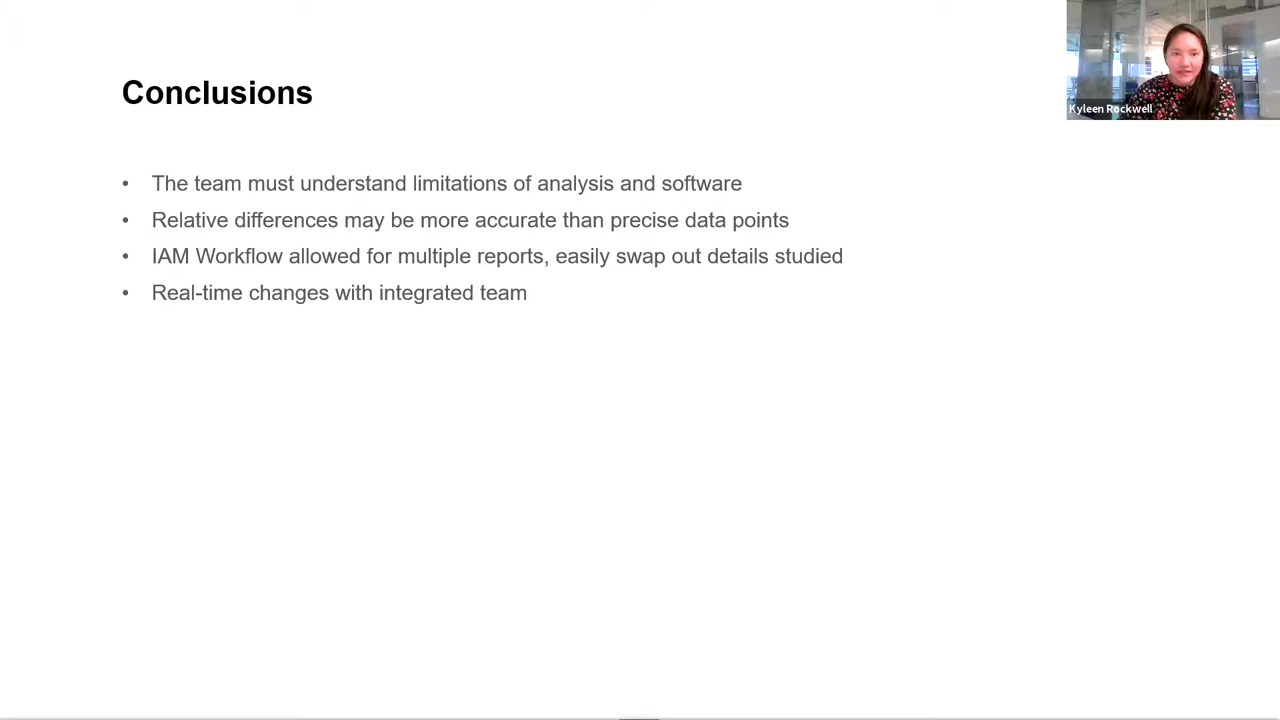 Kyleen Rockwell
Conclusions
• The team must understand limitations of analysis and software
• Relative differences may be more accurate than precise data points
• IAM Workflow allowed for multiple reports, easily swap out details studied
• Real-time changes with integrated team